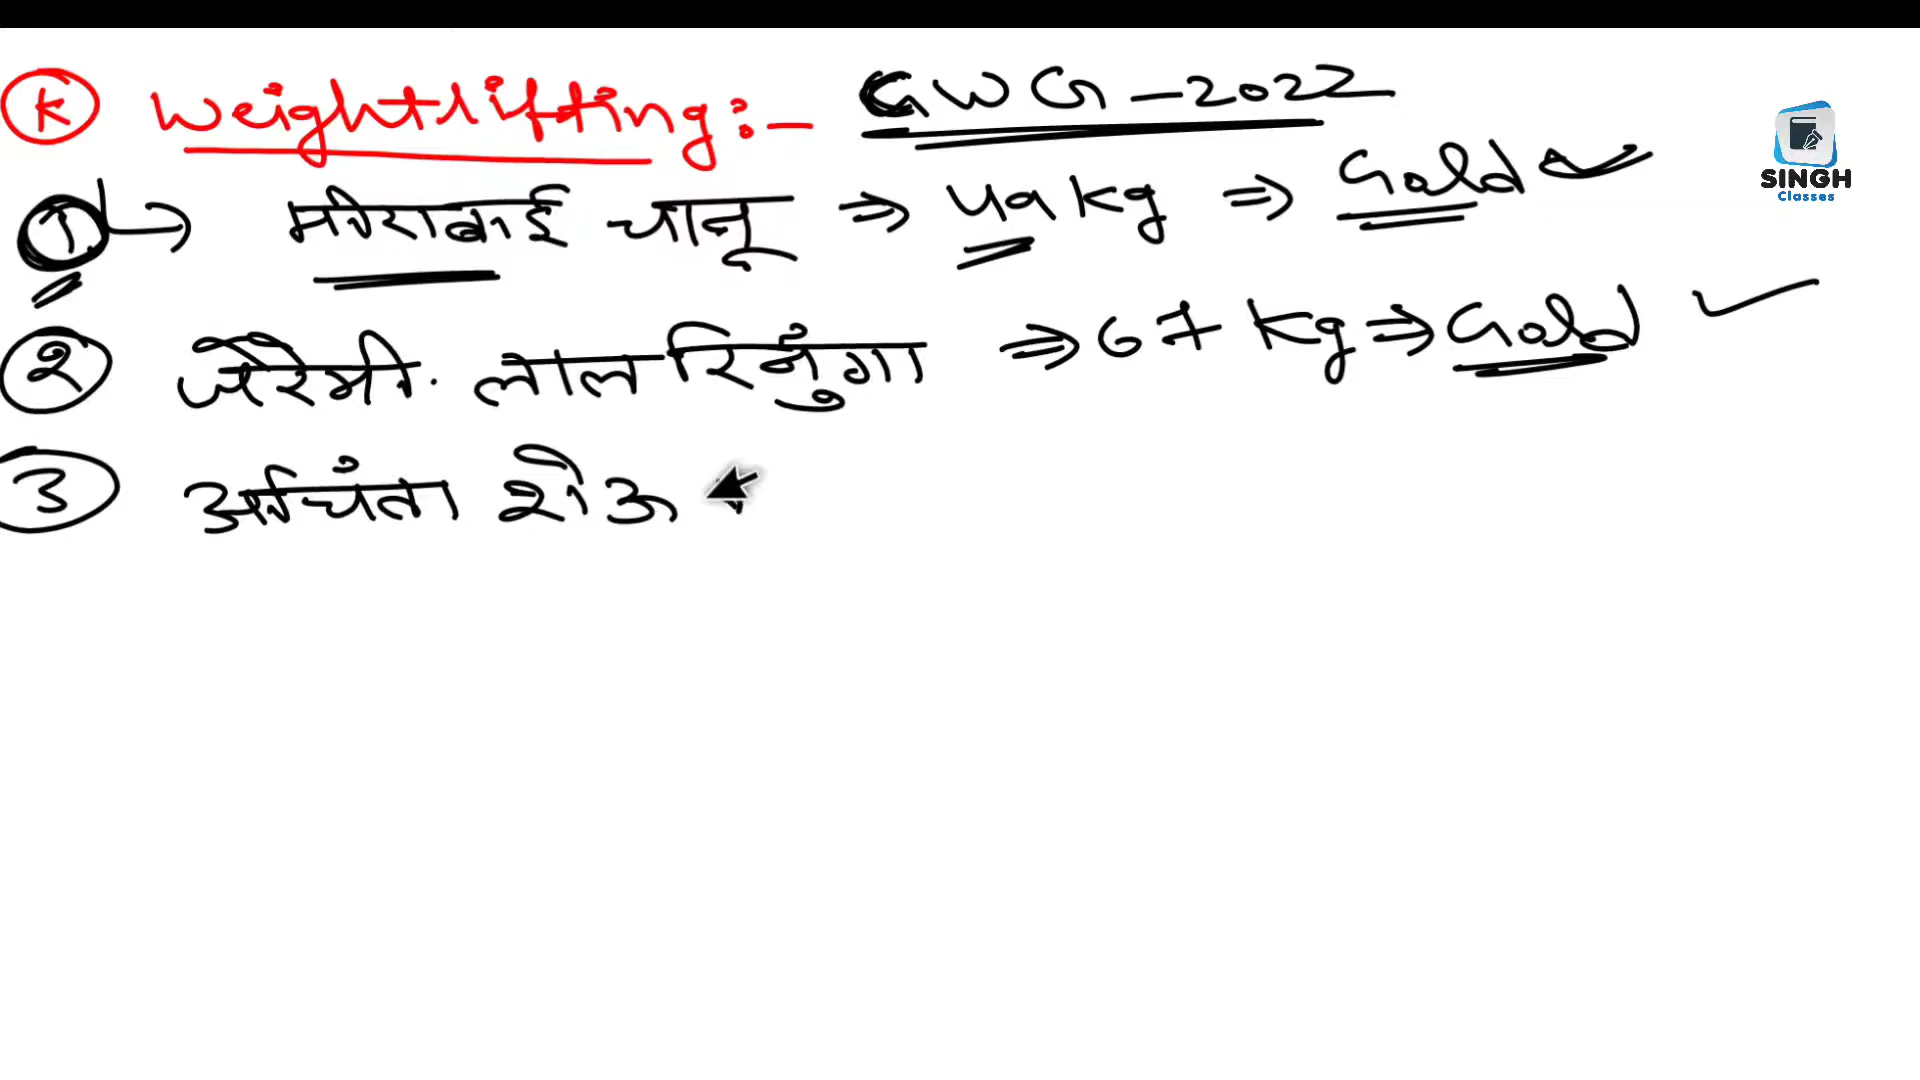 K Weightlifting:- CWG-2022
1 → मीराबाई चानू ⇒ 49 kg ⇒ Gold
2 जेरेमी लालरिनुंगा ⇒ 67 kg ⇒ Gold
3 अचिंता शेऊ
SINGH
Classes